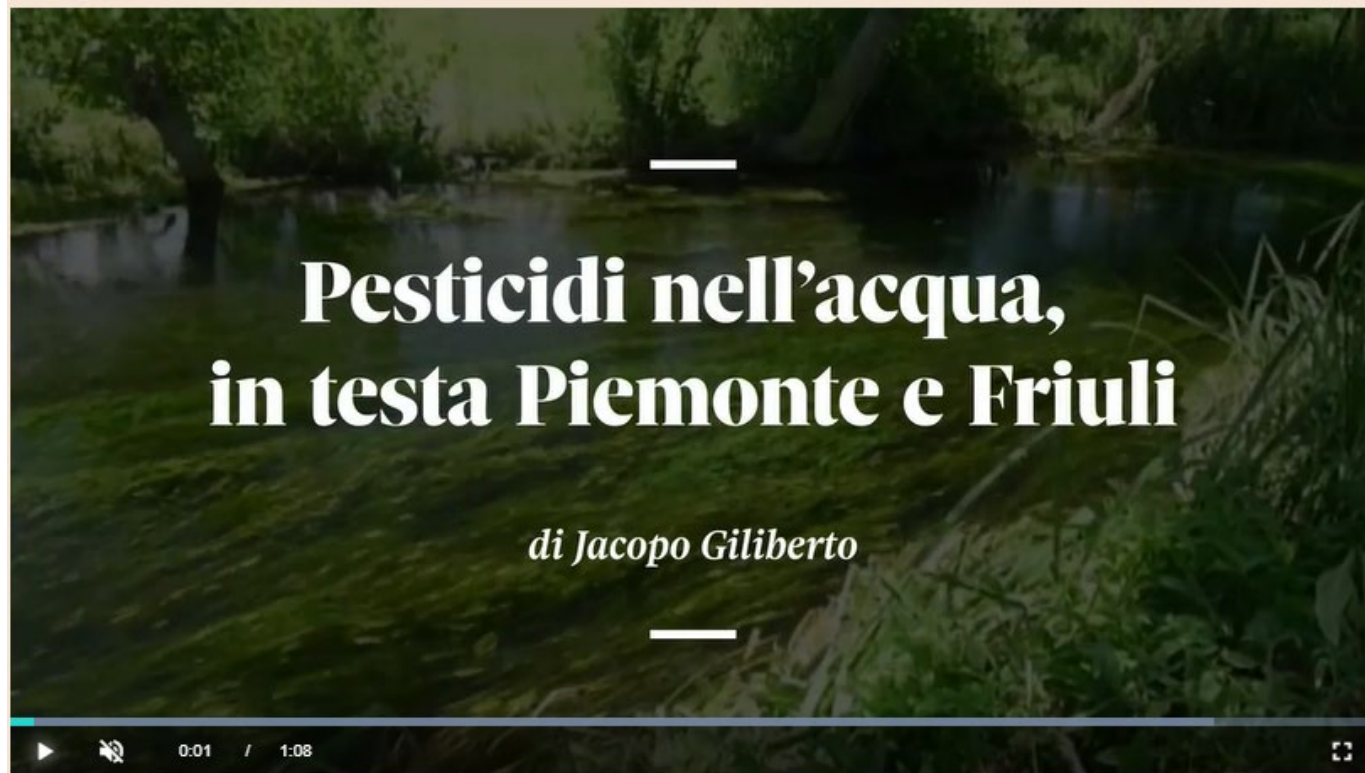 Pesticidi nell’acqua,
in testa Piemonte e Friuli
di Jacopo Giliberto
0:01 / 1:08